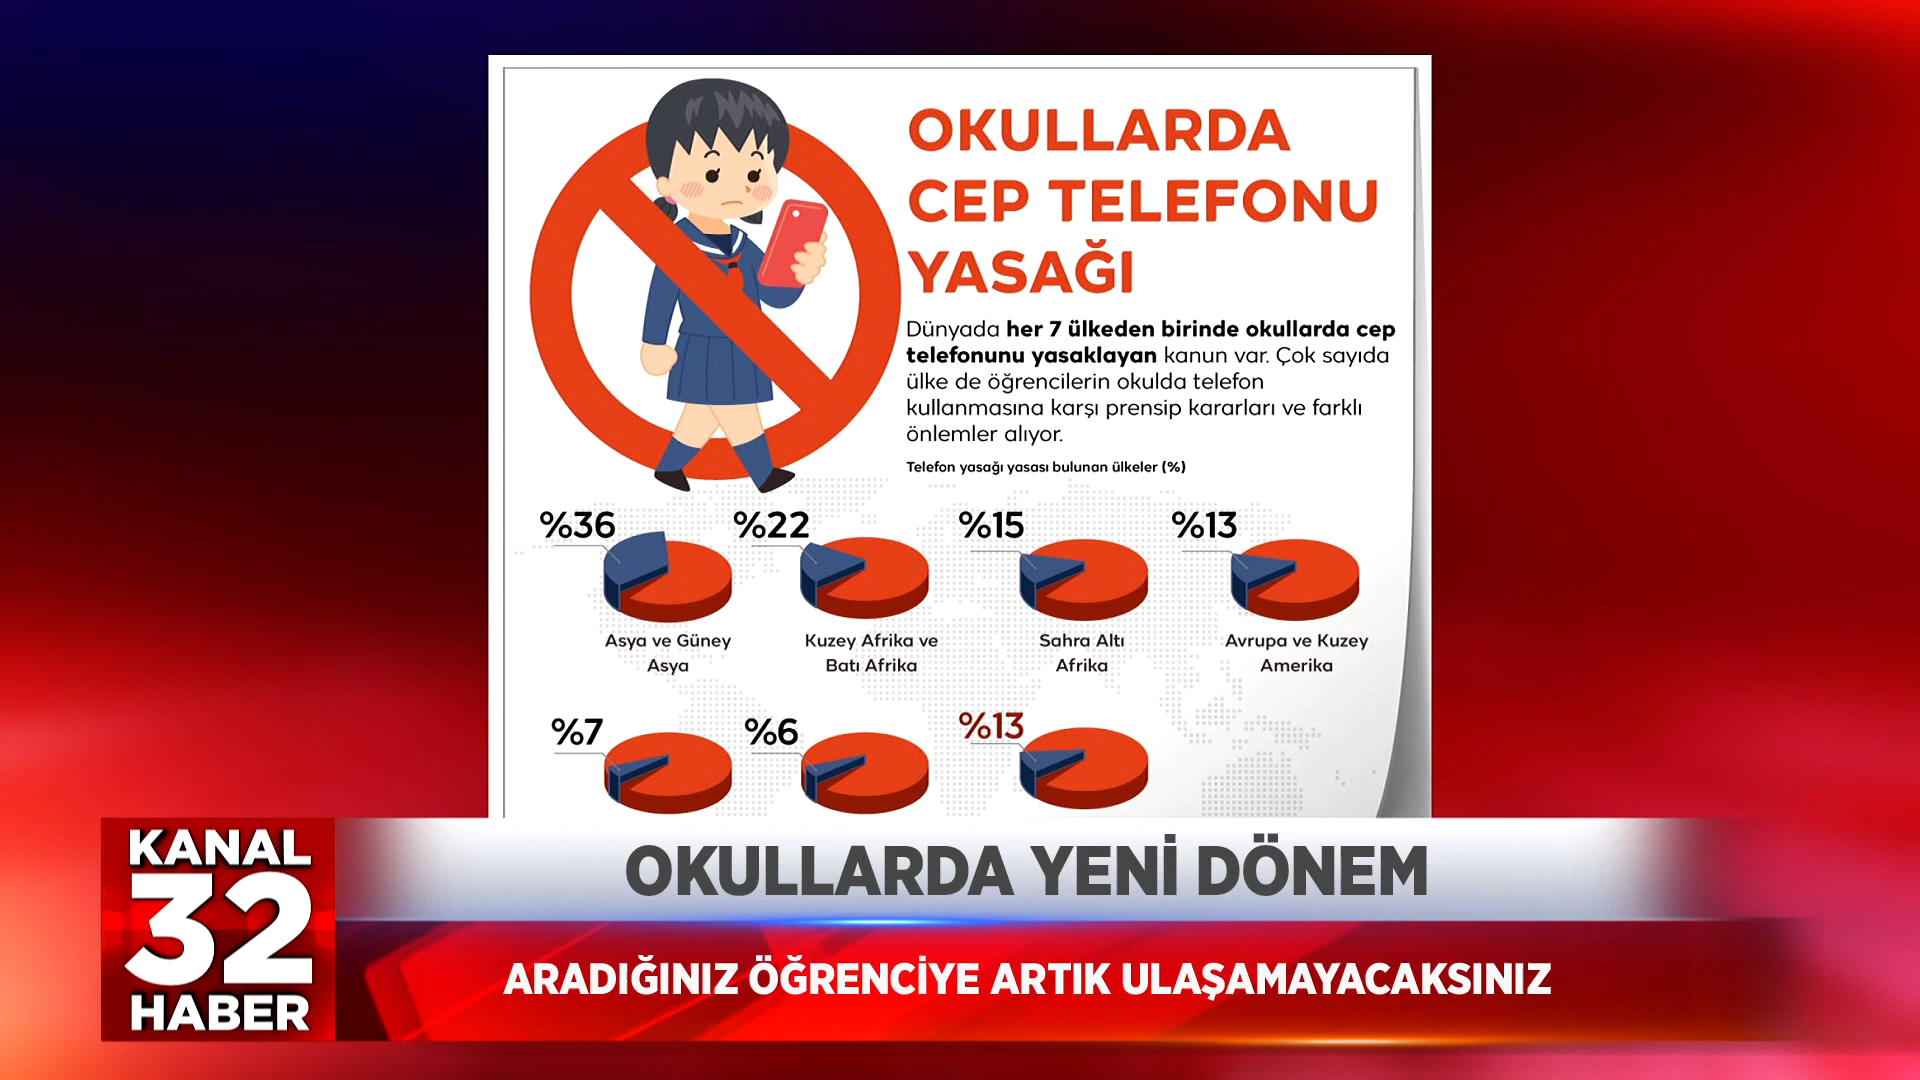 OKULLARDA
CEP TELEFONU
YASAĞI
Dünyada her 7 ülkeden birinde okullarda cep
telefonunu yasaklayan kanun var. Çok sayıda
ülke de öğrencilerin okulda telefon
kullanmasına karşı prensip kararları ve farklı
önlemler alıyor.
Telefon yasağı yasası bulunan ülkeler (%)
%36
%22
%15
%13
Asya ve Güney
Asya
Kuzey Afrika ve
Batı Afrika
Sahra Altı
Afrika
Avrupa ve Kuzey
Amerika
%7
%6
%13
KANAL
32
HABER
OKULLARDA YENİ DÖNEM
ARADIĞINIZ ÖĞRENCİYE ARTIK ULAŞAMAYACAKSINIZ